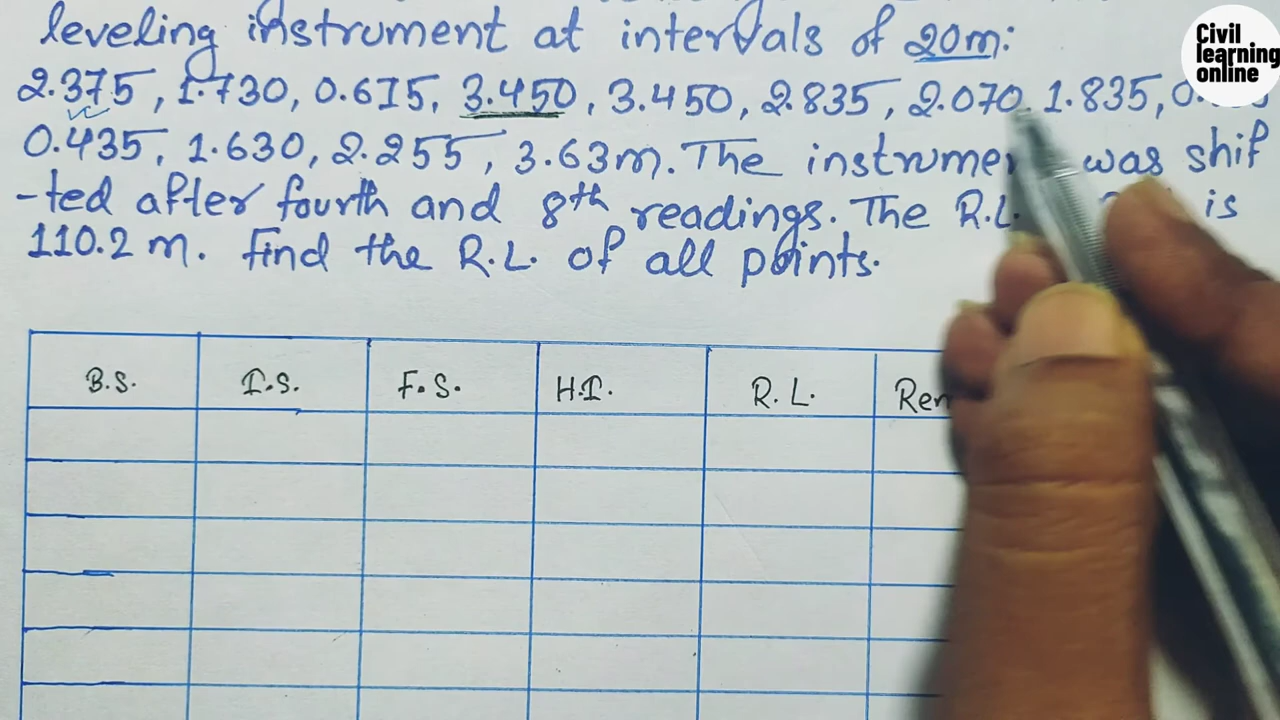 leveling instrument at intervals of 20m:
2.375, 1.730, 0.615, 3.450, 3.450, 2.835, 2.070, 1.835,
0.435, 1.630, 2.255, 3.63m. The was shif
-ted after fourth and 8th readings. The R.L. is
110.2 m. Find the R.L. of all points.
B.S. I.S. F.S. H.I. R.L.
Civil
learning
online